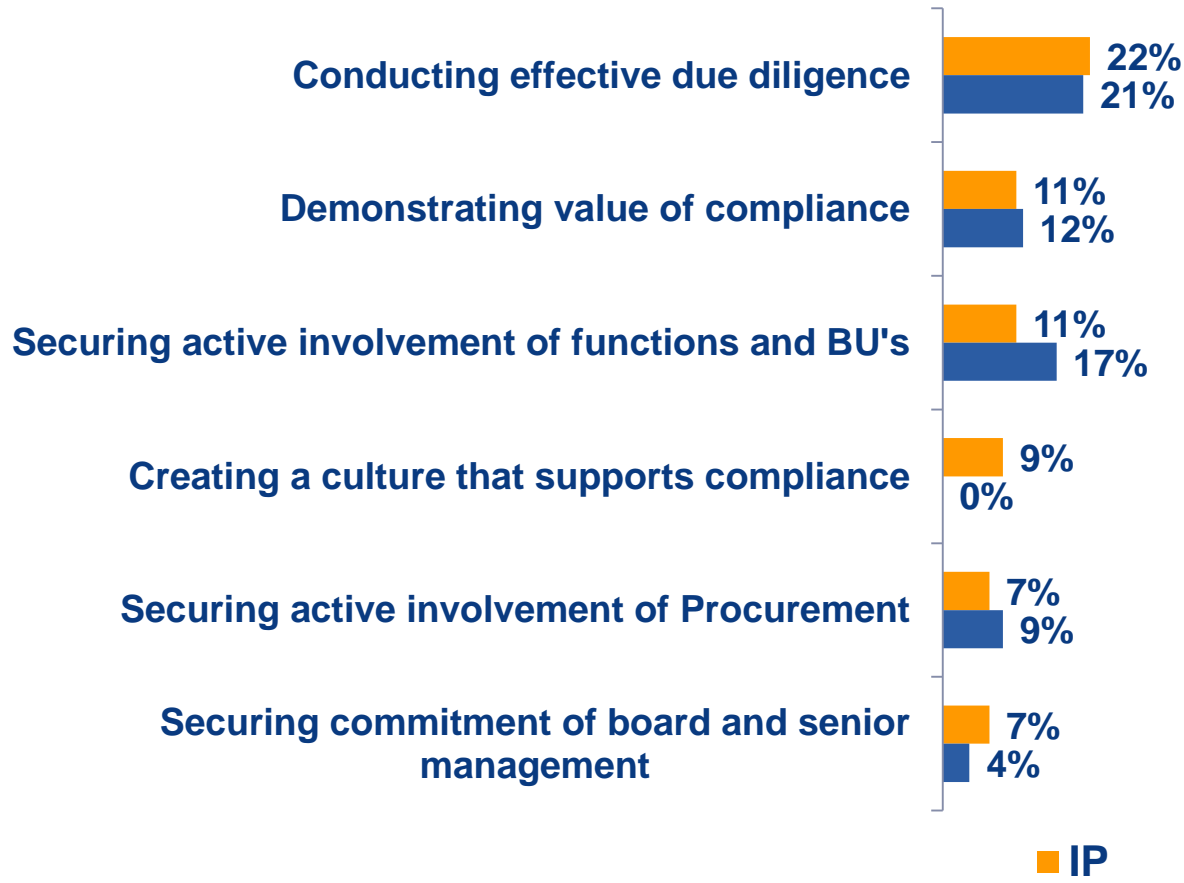 Conducting effective due diligence
22%
21%
Demonstrating value of compliance
11%
12%
Securing active involvement of functions and BU's
11%
17%
Creating a culture that supports compliance
9%
0%
Securing active involvement of Procurement
7%
9%
Securing commitment of board and senior
management
7%
4%
IP